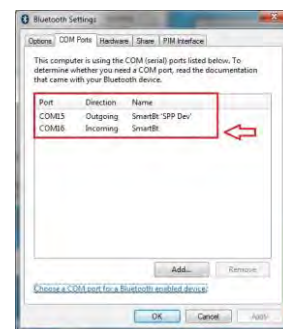 Bluetooth Settings
Options COM Ports Hardware Share PIM Interface
This computer is using the COM (serial) ports listed below. To
determine whether you need a COM port, read the documentation
that came with your Bluetooth device.
Port Direction Name
COM15 Outgoing SmartBt 'SPP Dev'
COM16 Incoming SmartBt
Add... Remove
Choose a COM port for a Bluetooth enabled device.
OK Cancel Apply